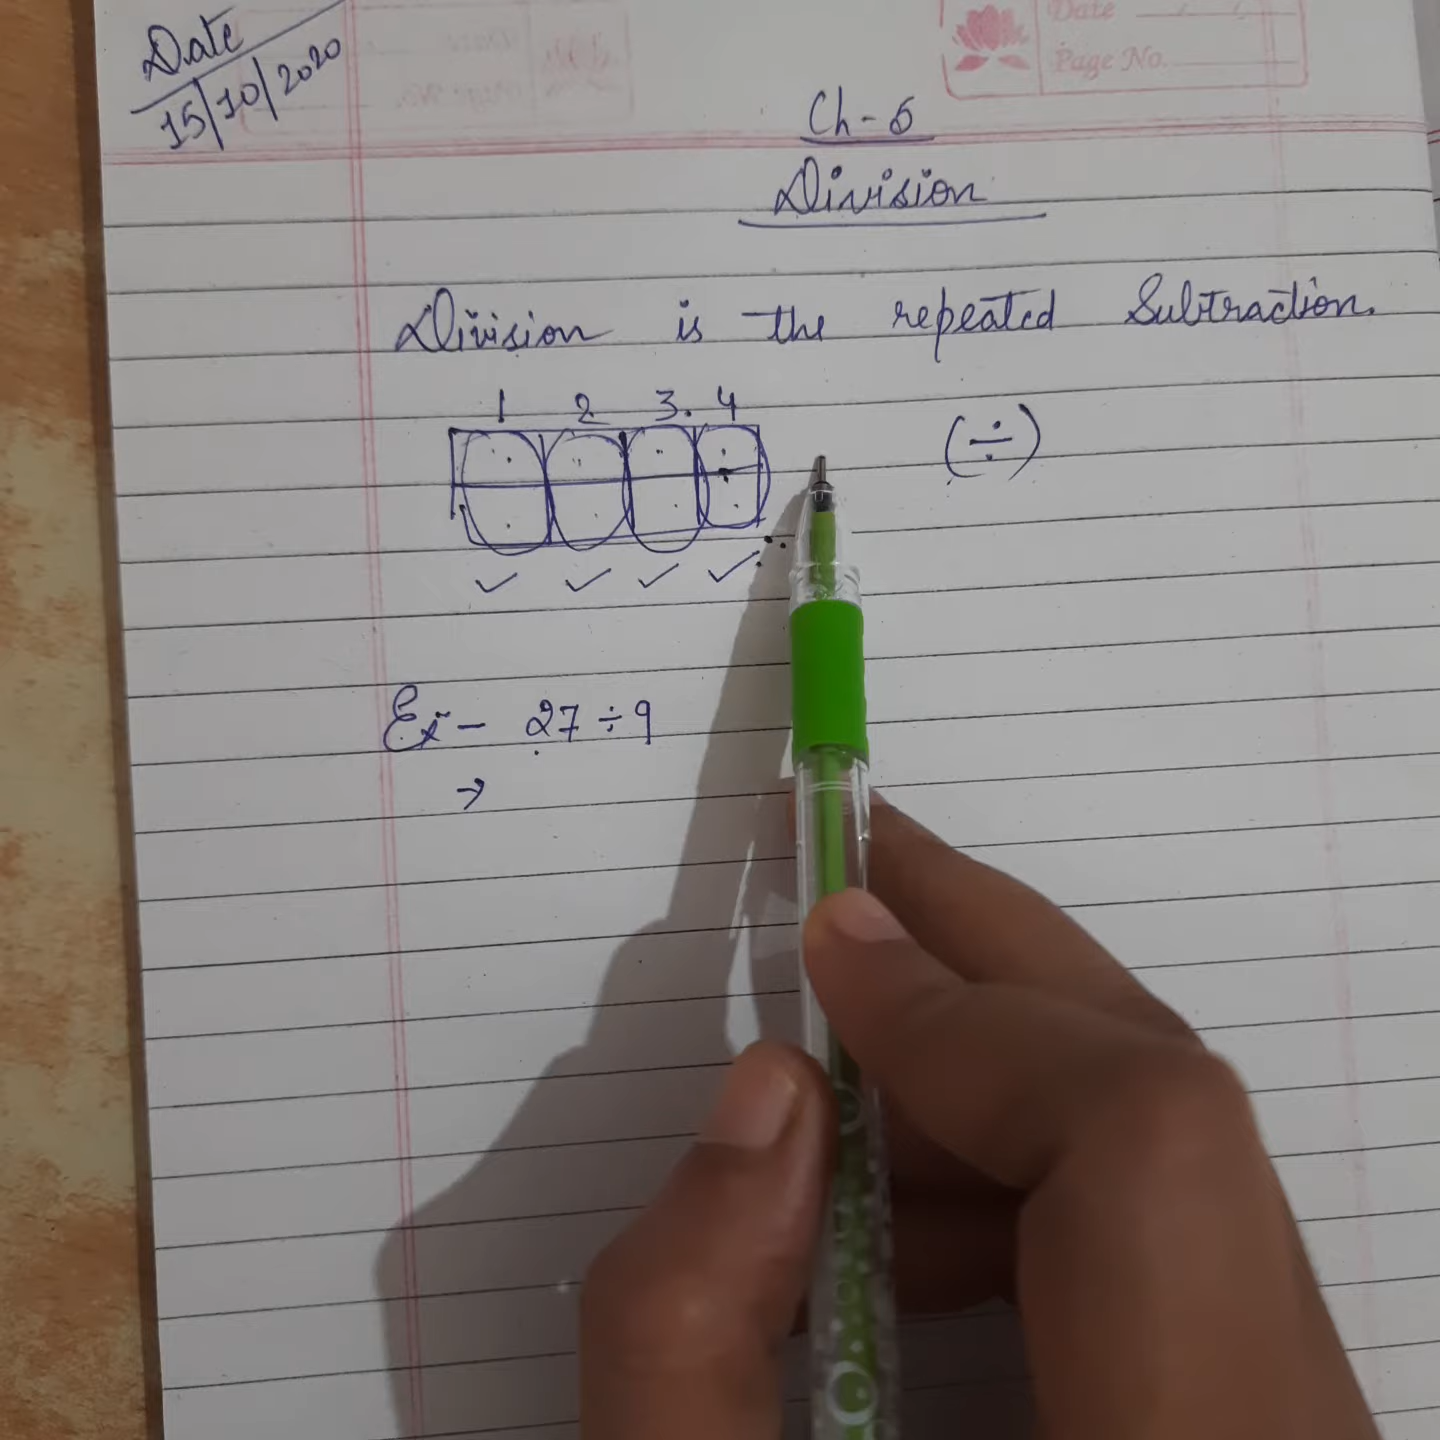 Date
15/10/2020
Date
Page No.
Ch-6
Division
Division is the repeated Subtraction.
1 2 3. 4
(÷)
Ex- 27÷9
→